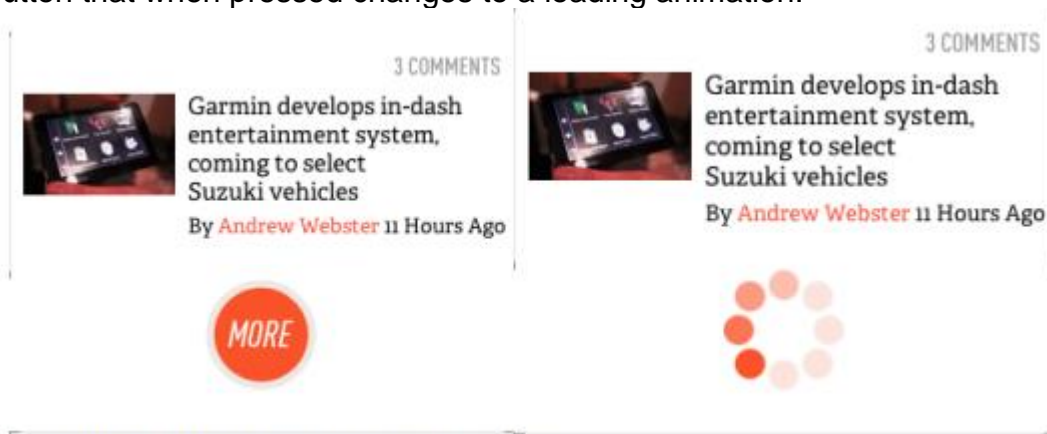 utton that when pressed changes to a loading animation.
3 COMMENTS
Garmin develops in-dash
entertainment system,
coming to select
Suzuki vehicles
By Andrew Webster 11 Hours Ago
MORE
3 COMMENTS
Garmin develops in-dash
entertainment system,
coming to select
Suzuki vehicles
By Andrew Webster 11 Hours Ago